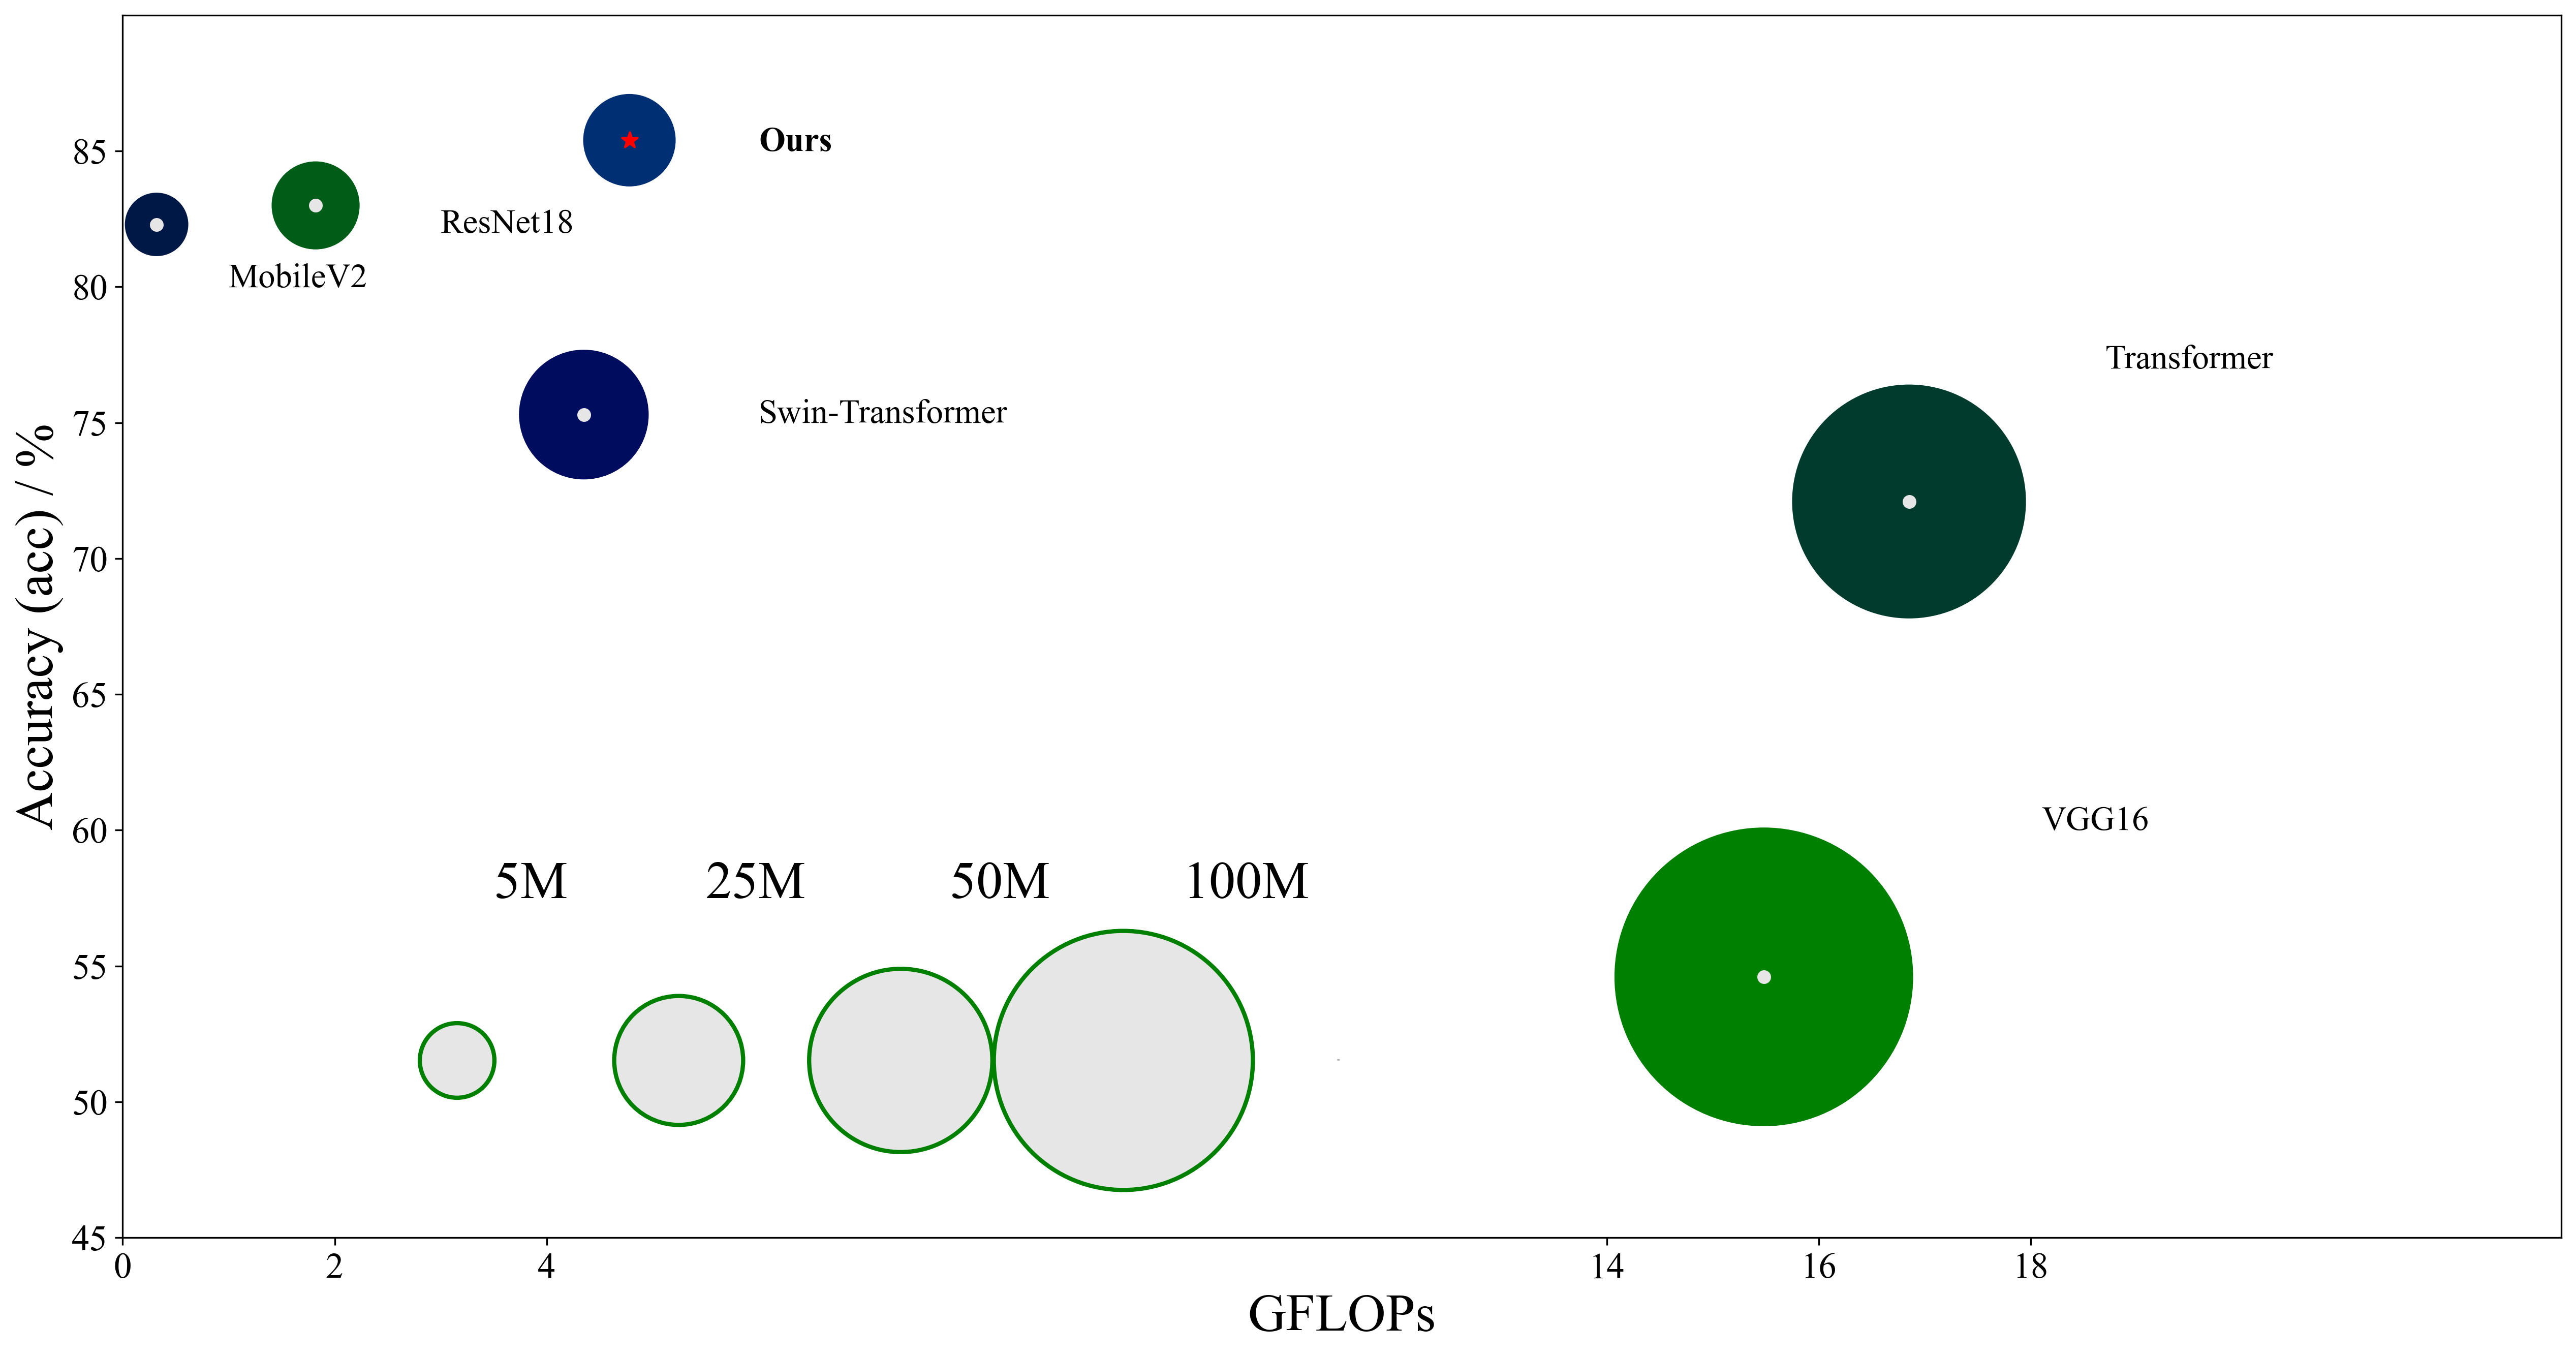 85
Ours
ResNet18
MobileV2
80
Transformer
75
Swin-Transformer
Accuracy (acc) / %
70
65
60
VGG16
5M 25M 50M 100M
55
50
45
0 2 4 14 16 18
GFLOPs